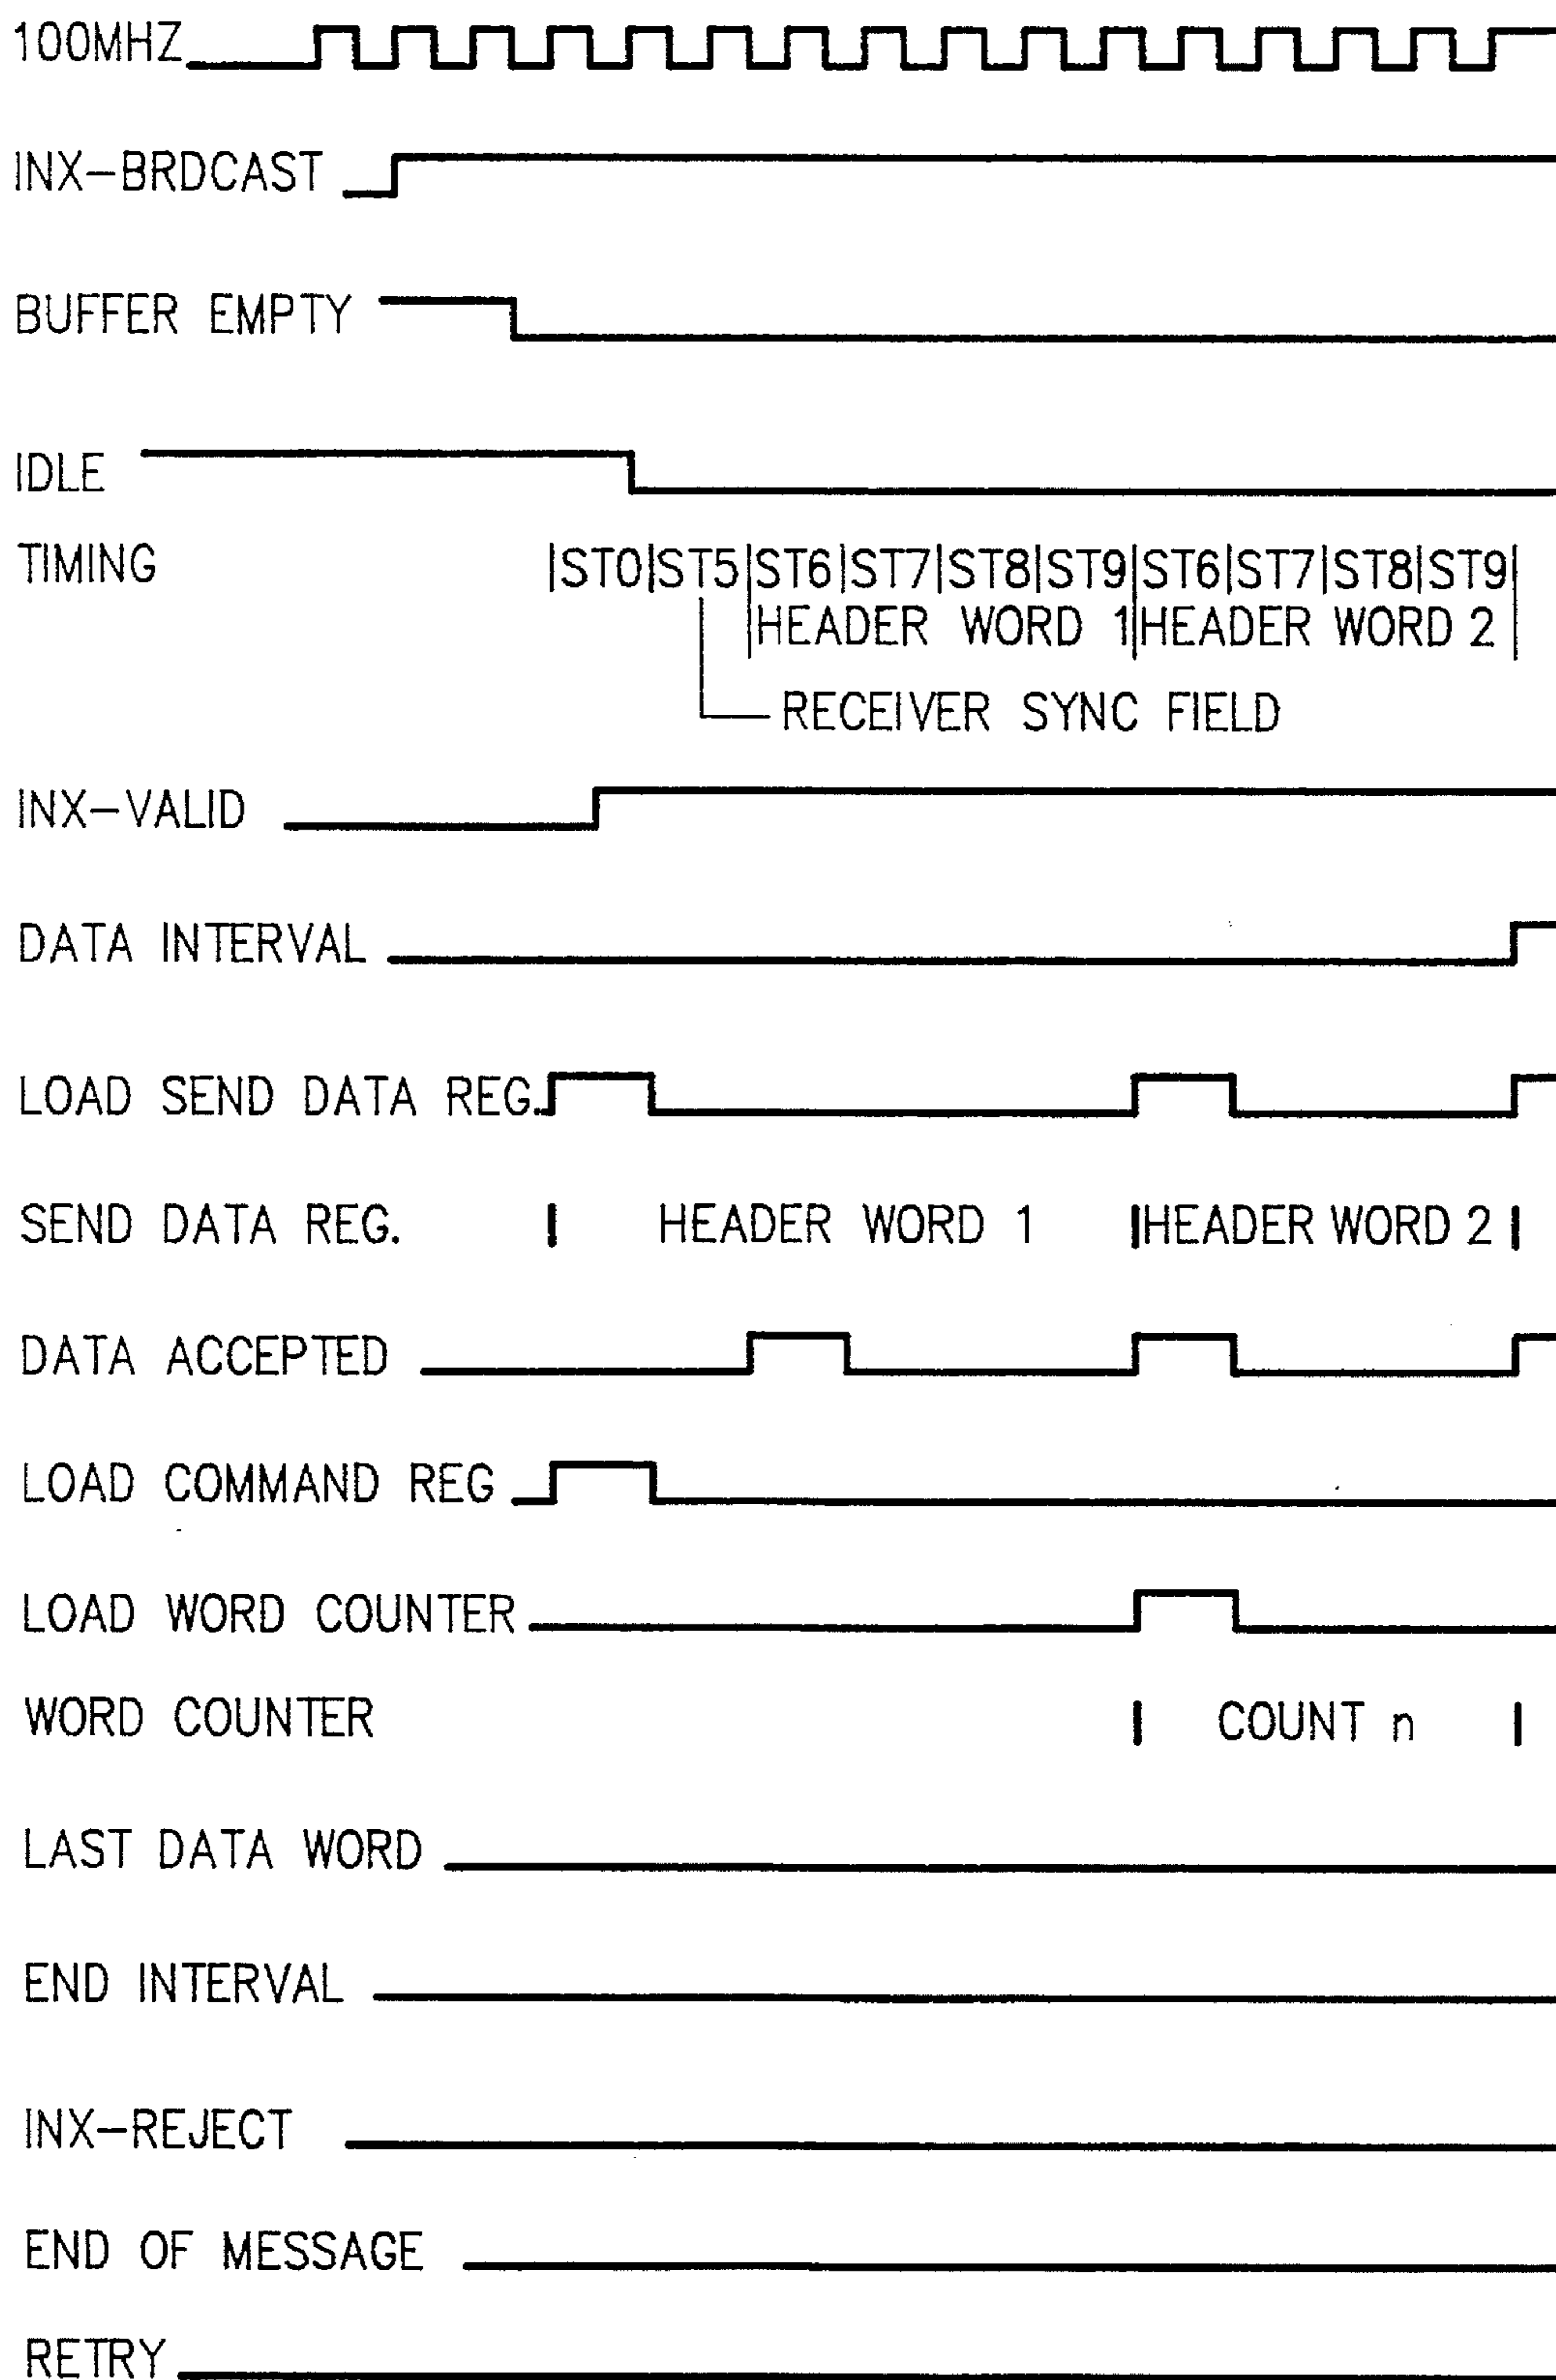 100MHZ
INX-BRDCAST
BUFFER EMPTY
IDLE
TIMING |ST0|ST5|ST6|ST7|ST8|ST9|ST6|ST7|ST8|ST9|
|HEADER WORD 1|HEADER WORD 2|
RECEIVER SYNC FIELD
INX-VALID
DATA INTERVAL
LOAD SEND DATA REG.
SEND DATA REG. | HEADER WORD 1 |HEADER WORD 2|
DATA ACCEPTED
LOAD COMMAND REG
LOAD WORD COUNTER
WORD COUNTER | COUNT n |
LAST DATA WORD
END INTERVAL
INX-REJECT
END OF MESSAGE
RETRY